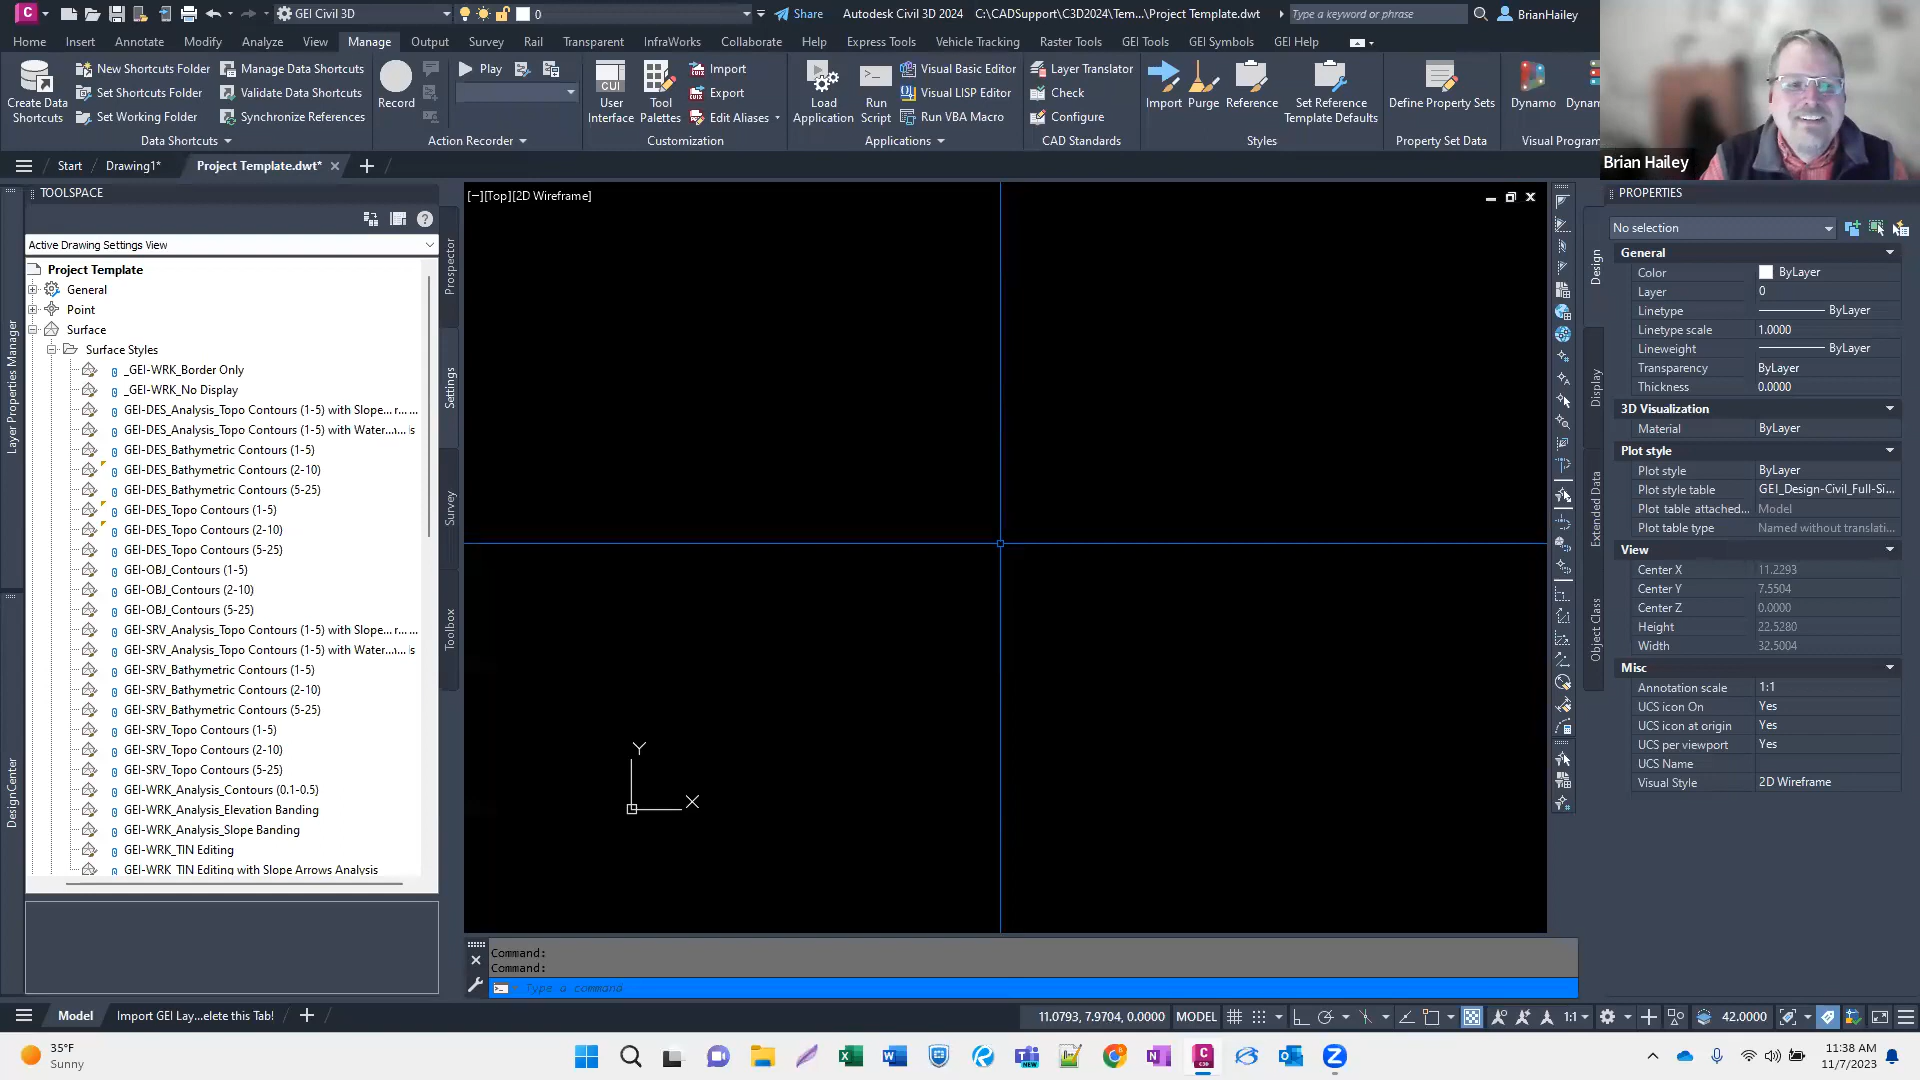 GEI Civil 3D
0
Share
Autodesk Civil 3D 2024
C:\CADSupport\C3D2024\Tem...\Project Template.dwt
Type a keyword or phrase
BrianHailey
Home Insert Annotate Modify Analyze View Manage Output Survey Rail Transparent InfraWorks Collaborate Help Express Tools Vehicle Tracking Raster Tools GEI Tools GEI Symbols GEI Help
Create Data Shortcuts
New Shortcuts Folder
Set Shortcuts Folder
Set Working Folder
Manage Data Shortcuts
Validate Data Shortcuts
Synchronize References
Data Shortcuts
Record
Play
Action Recorder
CUI
User Interface
Tool Palettes
Import
Export
Edit Aliases
Customization
Load Application
Run Script
Visual Basic Editor
Visual LISP Editor
Run VBA Macro
Applications
Layer Translator
Check
Configure
CAD Standards
Import
Purge
Reference
Set Reference Template Defaults
Styles
Define Property Sets
Property Set Data
Dynamo
Dynam
Visual Program
Brian Hailey
Start
Drawing1*
Project Template.dwt*
TOOLSPACE
Active Drawing Settings View
Project Template
General
Point
Surface
Surface Styles
_GEI-WRK_Border Only
_GEI-WRK_No Display
GEI-DES_Analysis_Topo Contours (1-5) with Slope... r... ...
GEI-DES_Analysis_Topo Contours (1-5) with Water...... ls
GEI-DES_Bathymetric Contours (1-5)
GEI-DES_Bathymetric Contours (2-10)
GEI-DES_Bathymetric Contours (5-25)
GEI-DES_Topo Contours (1-5)
GEI-DES_Topo Contours (2-10)
GEI-DES_Topo Contours (5-25)
GEI-OBJ_Contours (1-5)
GEI-OBJ_Contours (2-10)
GEI-OBJ_Contours (5-25)
GEI-SRV_Analysis_Topo Contours (1-5) with Slope... r... ...
GEI-SRV_Analysis_Topo Contours (1-5) with Water...... ls
GEI-SRV_Bathymetric Contours (1-5)
GEI-SRV_Bathymetric Contours (2-10)
GEI-SRV_Bathymetric Contours (5-25)
GEI-SRV_Topo Contours (1-5)
GEI-SRV_Topo Contours (2-10)
GEI-SRV_Topo Contours (5-25)
GEI-WRK_Analysis_Contours (0.1-0.5)
GEI-WRK_Analysis_Elevation Banding
GEI-WRK_Analysis_Slope Banding
GEI-WRK_TIN Editing
GEI-WRK_TIN Editing with Slope Arrows Analysis
Layer Properties Manager
DesignCenter
Prospector
Settings
Survey
Toolbox
[−][Top][2D Wireframe]
Y
X
Command:
Command:
Type a command
Design
Display
Extended Data
Object Class
PROPERTIES
No selection
General
Color ByLayer
Layer 0
Linetype ByLayer
Linetype scale 1.0000
Lineweight ByLayer
Transparency ByLayer
Thickness 0.0000
3D Visualization
Material ByLayer
Plot style
Plot style ByLayer
Plot style table GEI_Design-Civil_Full-Si...
Plot table attached... Model
Plot table type Named without translati...
View
Center X 11.2293
Center Y 7.5504
Center Z 0.0000
Height 22.5280
Width 32.5004
Misc
Annotation scale 1:1
UCS icon On Yes
UCS icon at origin Yes
UCS per viewport Yes
UCS Name
Visual Style 2D Wireframe
Model
Import GEI Lay...elete this Tab!
11.0793, 7.9704, 0.0000 MODEL
1:1
42.0000
35°F
Sunny
11:38 AM
11/7/2023